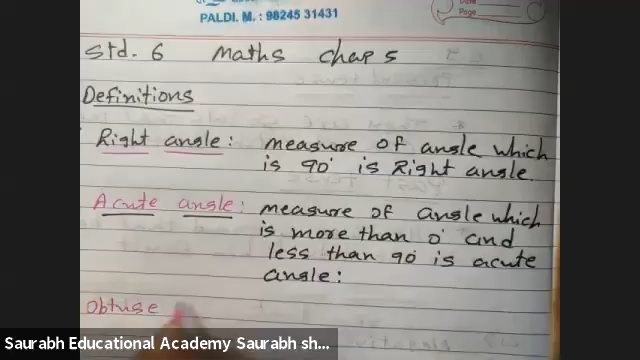 PALDI. M. : 98245 31431
Date
Page
Std. 6 Maths Chap 5
Definitions
Right angle: measure of angle which
is 90° is Right angle.
Acute angle: measure of angle which
is more than 0° and
less than 90° is acute
angle:
Obtuse
Saurabh Educational Academy Saurabh sh...